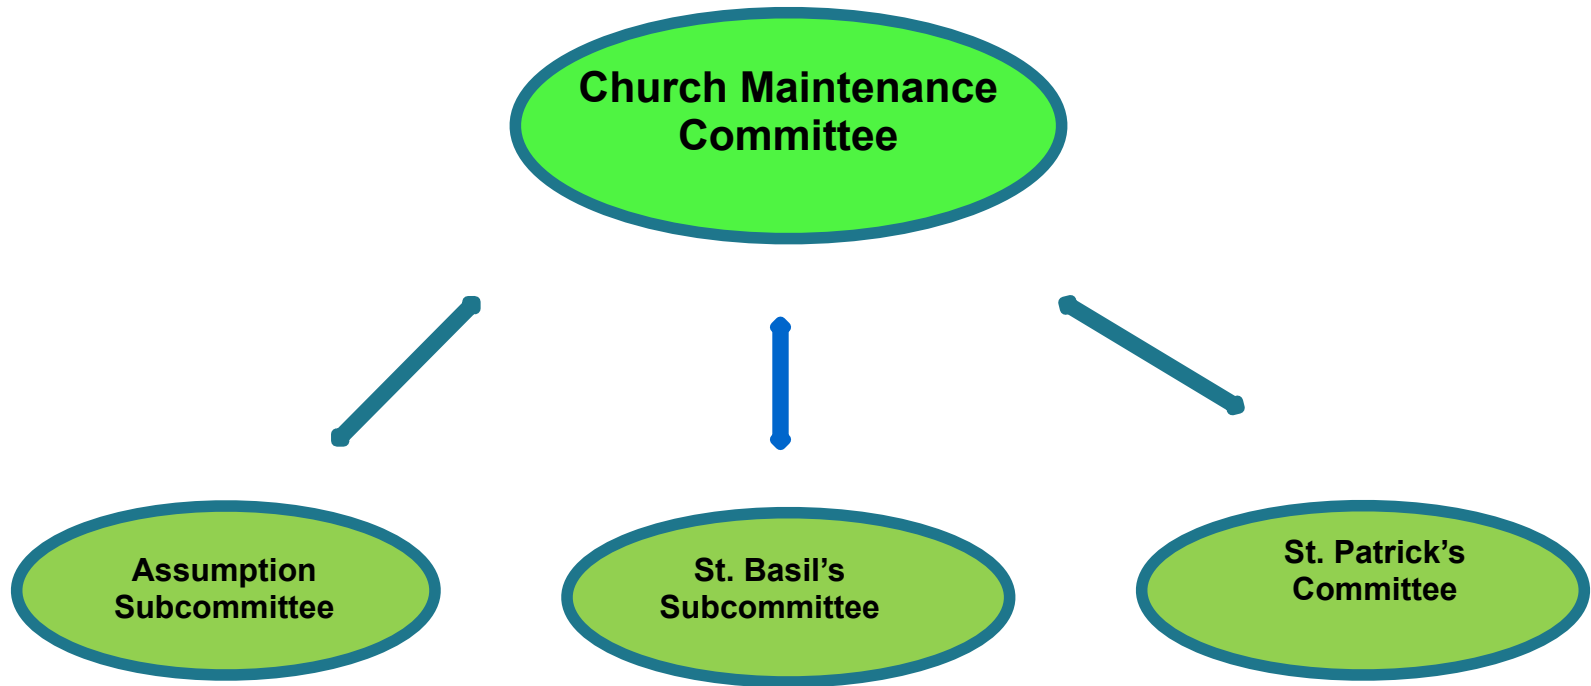 Church Maintenance
Committee
Assumption
Subcommittee
St. Basil’s
Subcommittee
St. Patrick’s
Committee